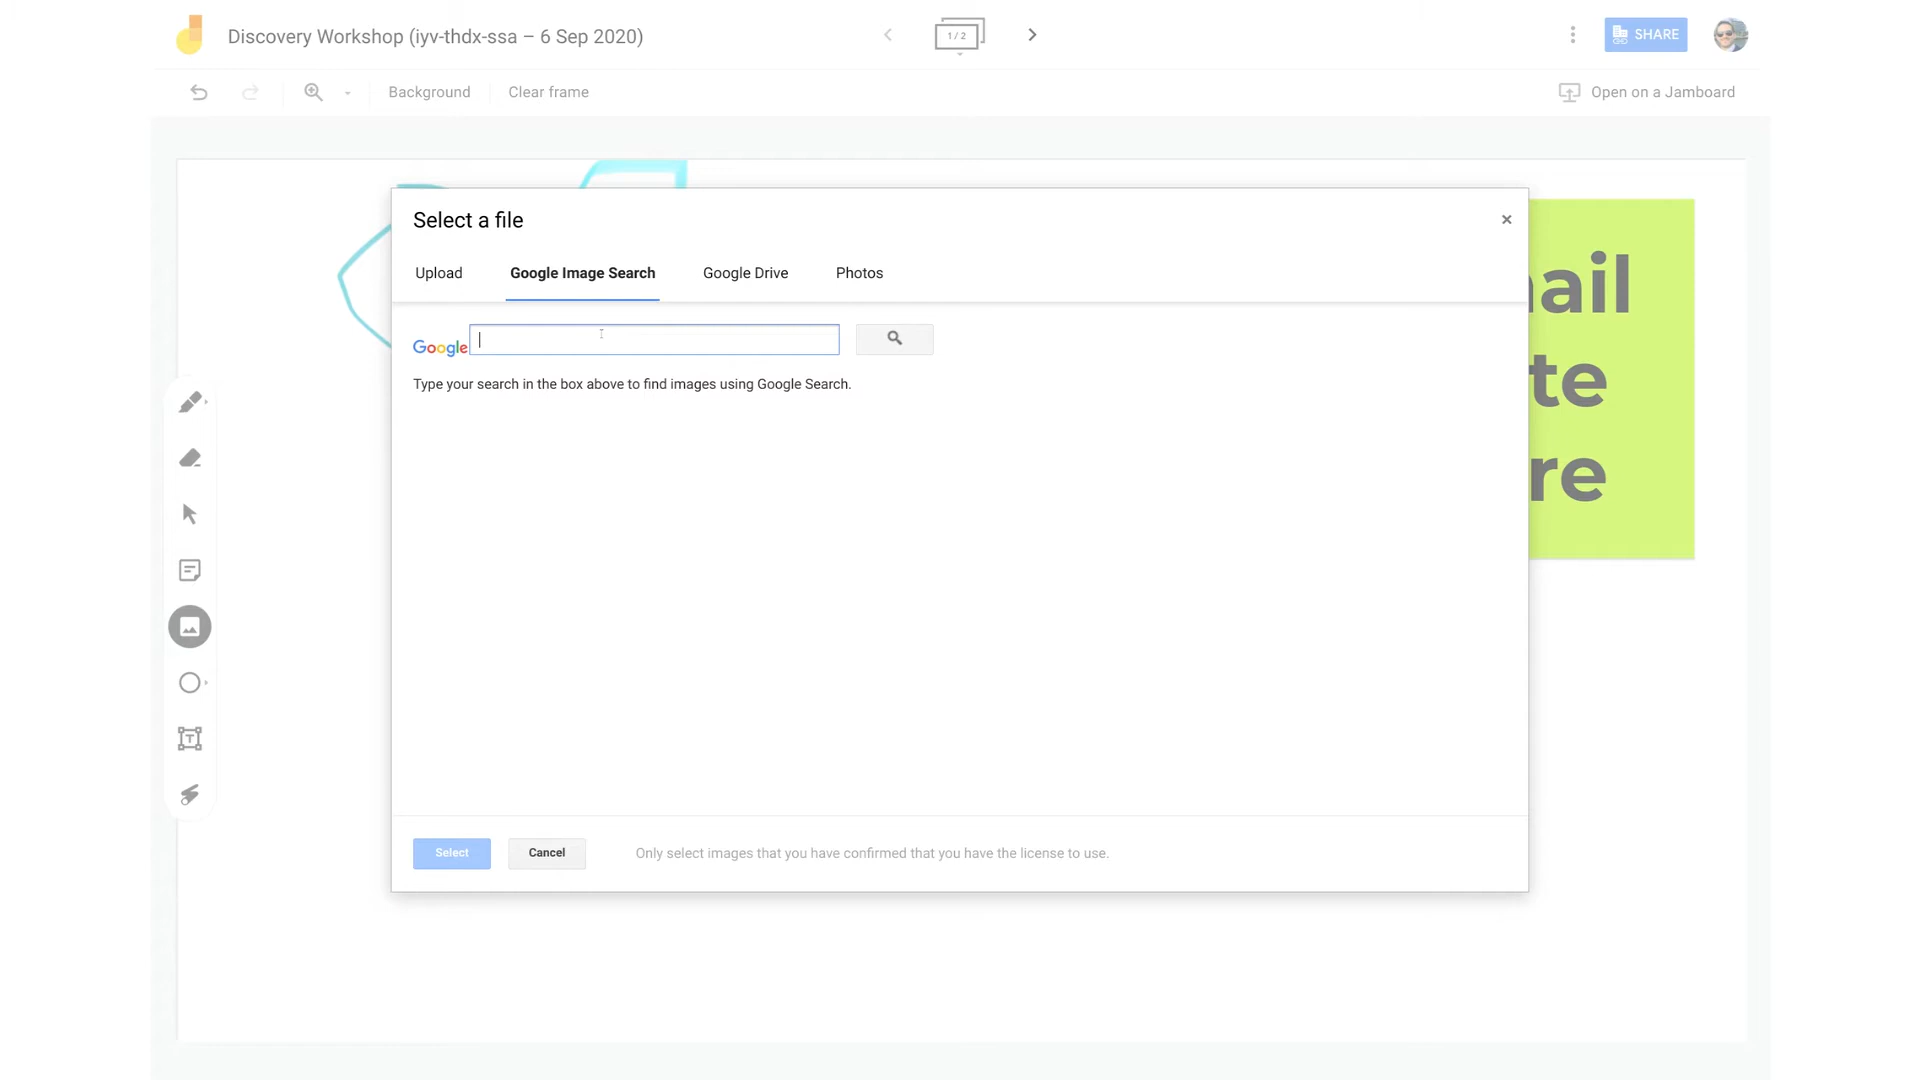 Discovery Workshop (iyv-thdx-ssa – 6 Sep 2020)
1 / 2
SHARE
Background
Clear frame
Open on a Jamboard
Select a file
×
Upload
Google Image Search
Google Drive
Photos
Google
Type your search in the box above to find images using Google Search.
ail
te
re
Select
Cancel
Only select images that you have confirmed that you have the license to use.